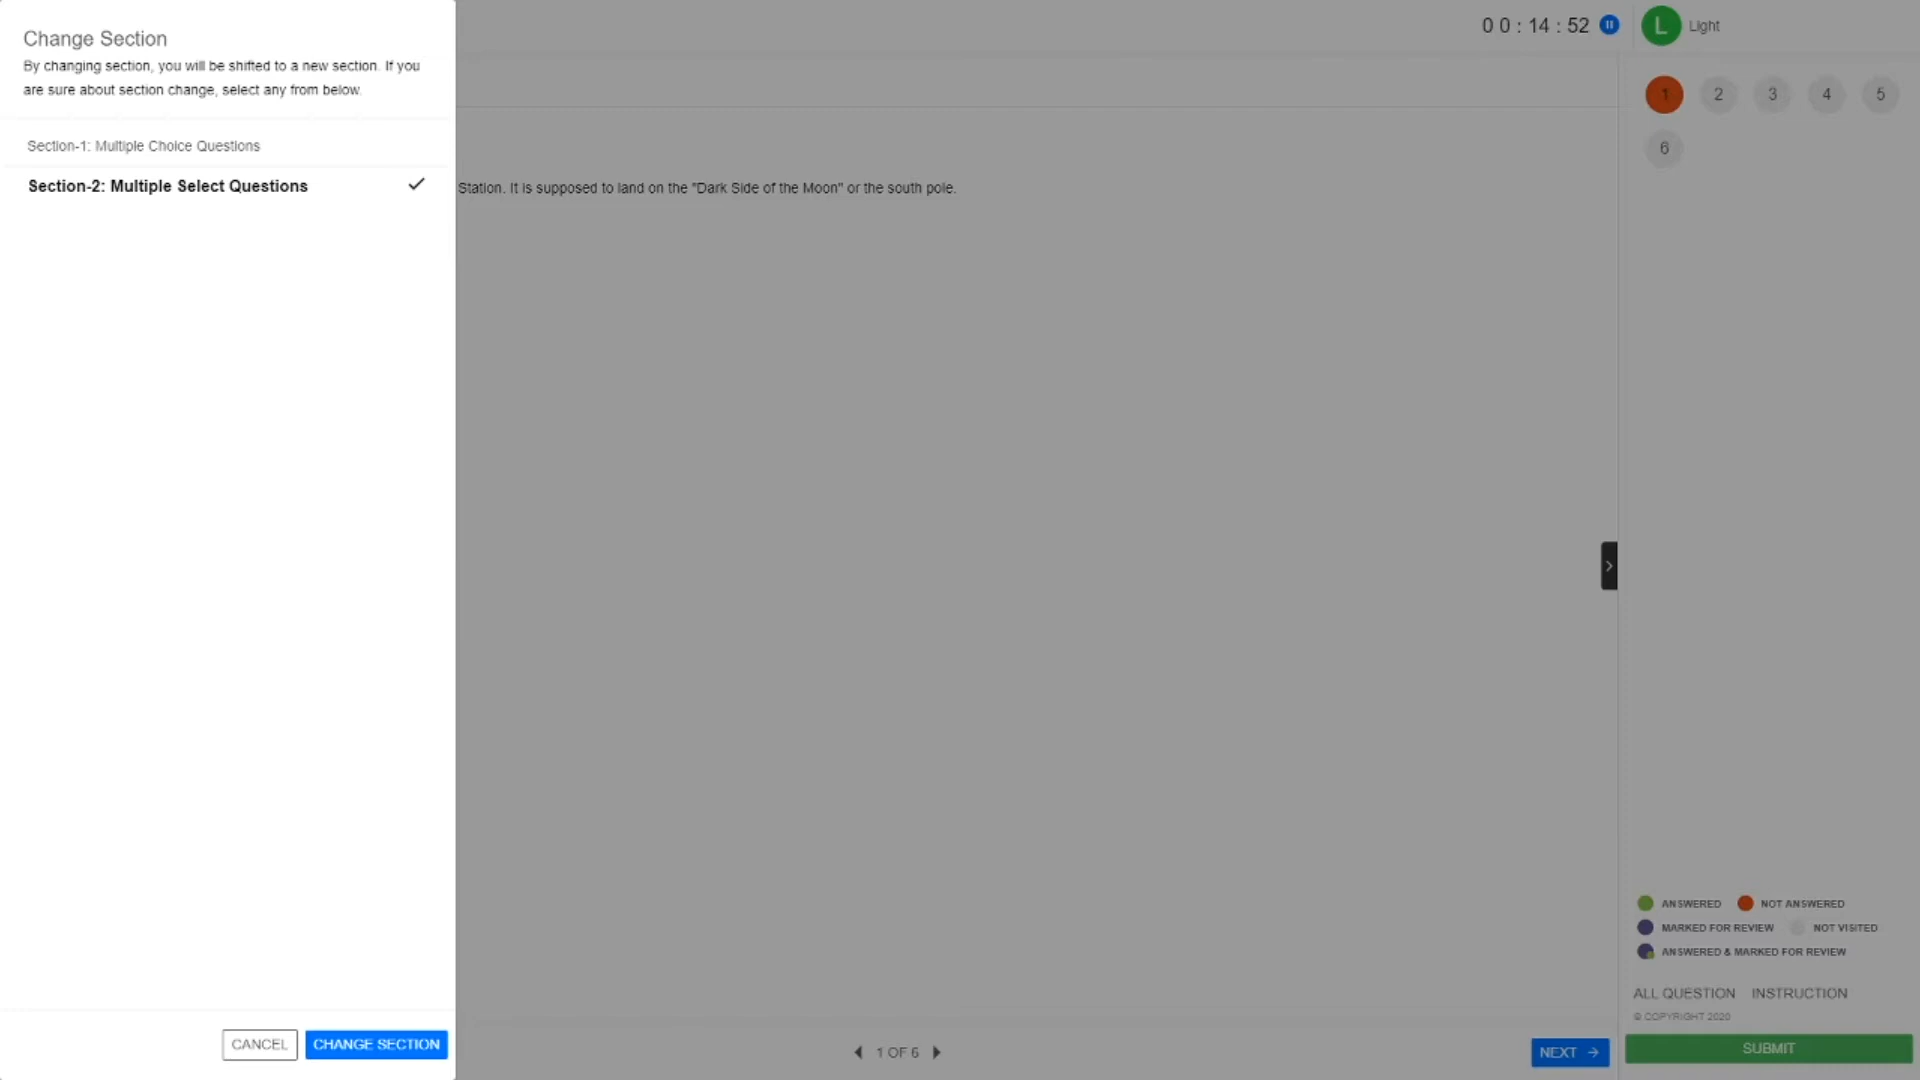 Change Section
By changing section, you will be shifted to a new section. If you
are sure about section change, select any from below.
Section-1: Multiple Choice Questions
Section-2: Multiple Select Questions
CANCEL
CHANGE SECTION
00:14:52
L
Light
Station. It is supposed to land on the "Dark Side of the Moon" or the south pole.
1 2 3 4 5
6
ANSWERED NOT ANSWERED
MARKED FOR REVIEW NOT VISITED
ANSWERED & MARKED FOR REVIEW
ALL QUESTION INSTRUCTION
© COPYRIGHT 2020
1 OF 6
NEXT
SUBMIT